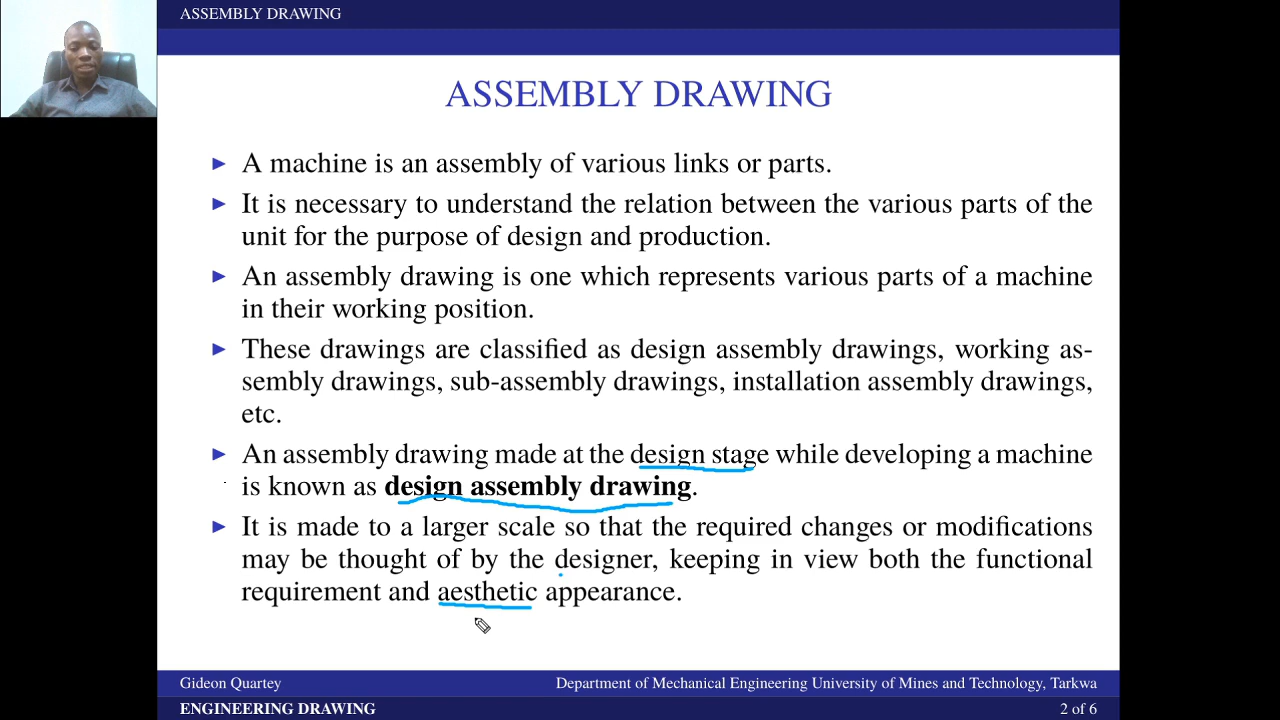 ASSEMBLY DRAWING
ASSEMBLY DRAWING
A machine is an assembly of various links or parts.
It is necessary to understand the relation between the various parts of the
unit for the purpose of design and production.
An assembly drawing is one which represents various parts of a machine
in their working position.
These drawings are classified as design assembly drawings, working as-
sembly drawings, sub-assembly drawings, installation assembly drawings,
etc.
An assembly drawing made at the design stage while developing a machine
is known as design assembly drawing.
It is made to a larger scale so that the required changes or modifications
may be thought of by the designer, keeping in view both the functional
requirement and aesthetic appearance.
Gideon Quartey Department of Mechanical Engineering University of Mines and Technology, Tarkwa
ENGINEERING DRAWING 2 of 6